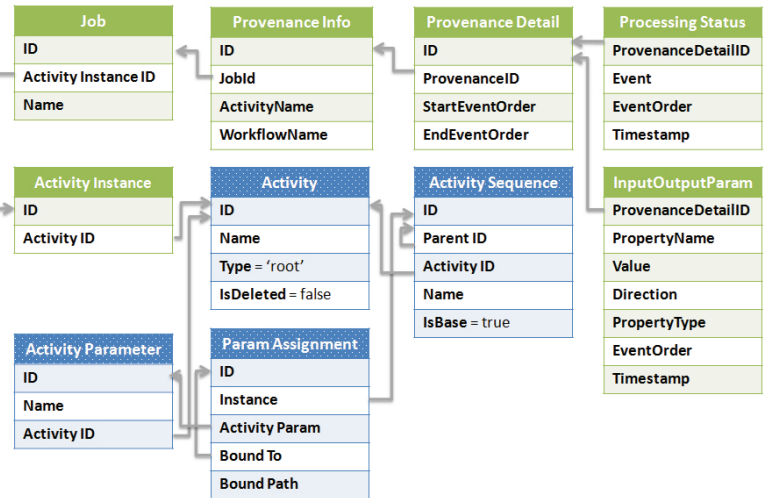 Job
ID
Activity Instance ID
Name
Provenance Info
ID
JobId
ActivityName
WorkflowName
Provenance Detail
ID
ProvenanceID
StartEventOrder
EndEventOrder
Processing Status
ProvenanceDetailID
Event
EventOrder
Timestamp
Activity Instance
ID
Activity ID
Activity
ID
Name
Type = 'root'
IsDeleted = false
Activity Sequence
ID
Parent ID
Activity ID
Name
IsBase = true
InputOutputParam
ProvenanceDetailID
PropertyName
Value
Direction
PropertyType
EventOrder
Timestamp
Activity Parameter
ID
Name
Activity ID
Param Assignment
ID
Instance
Activity Param
Bound To
Bound Path